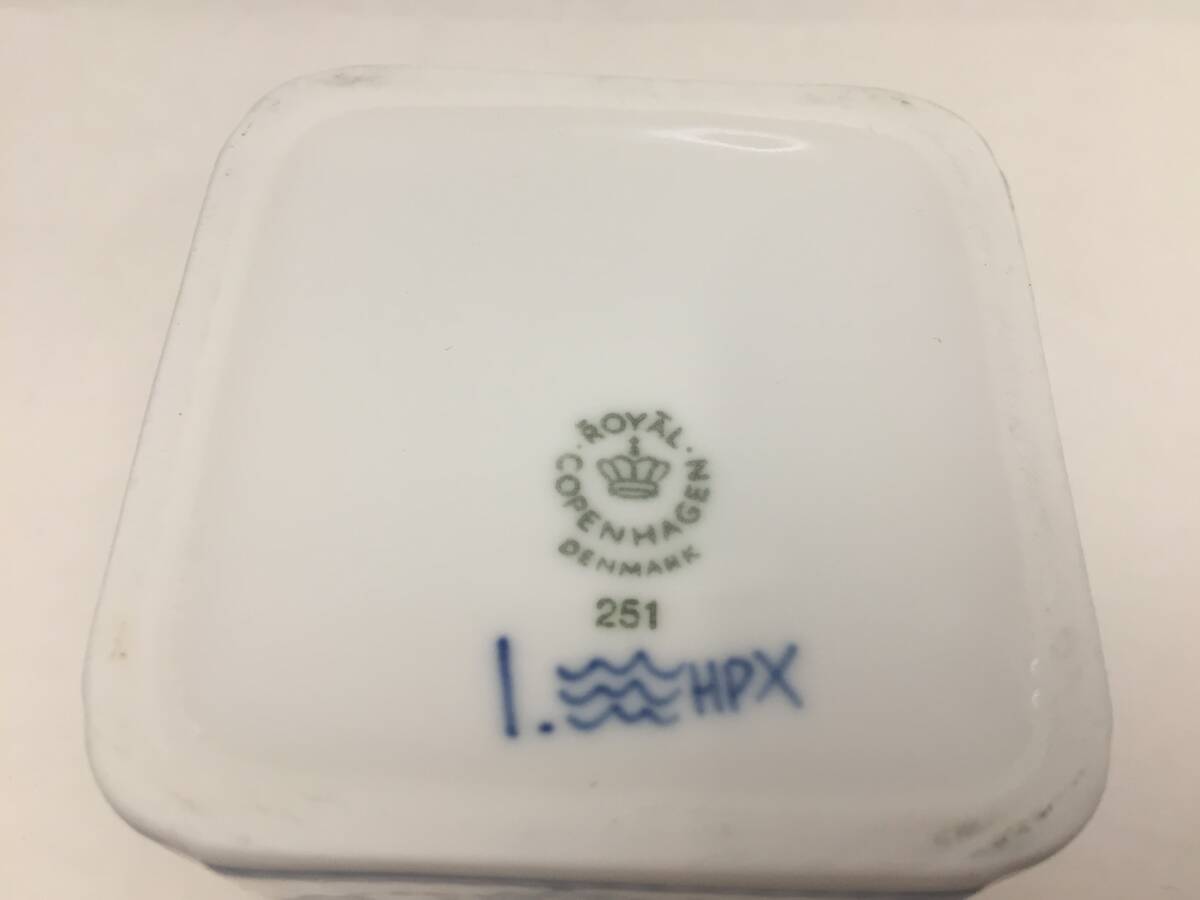 ROYAL
COPENHAGEN
DENMARK
251
1. HPX